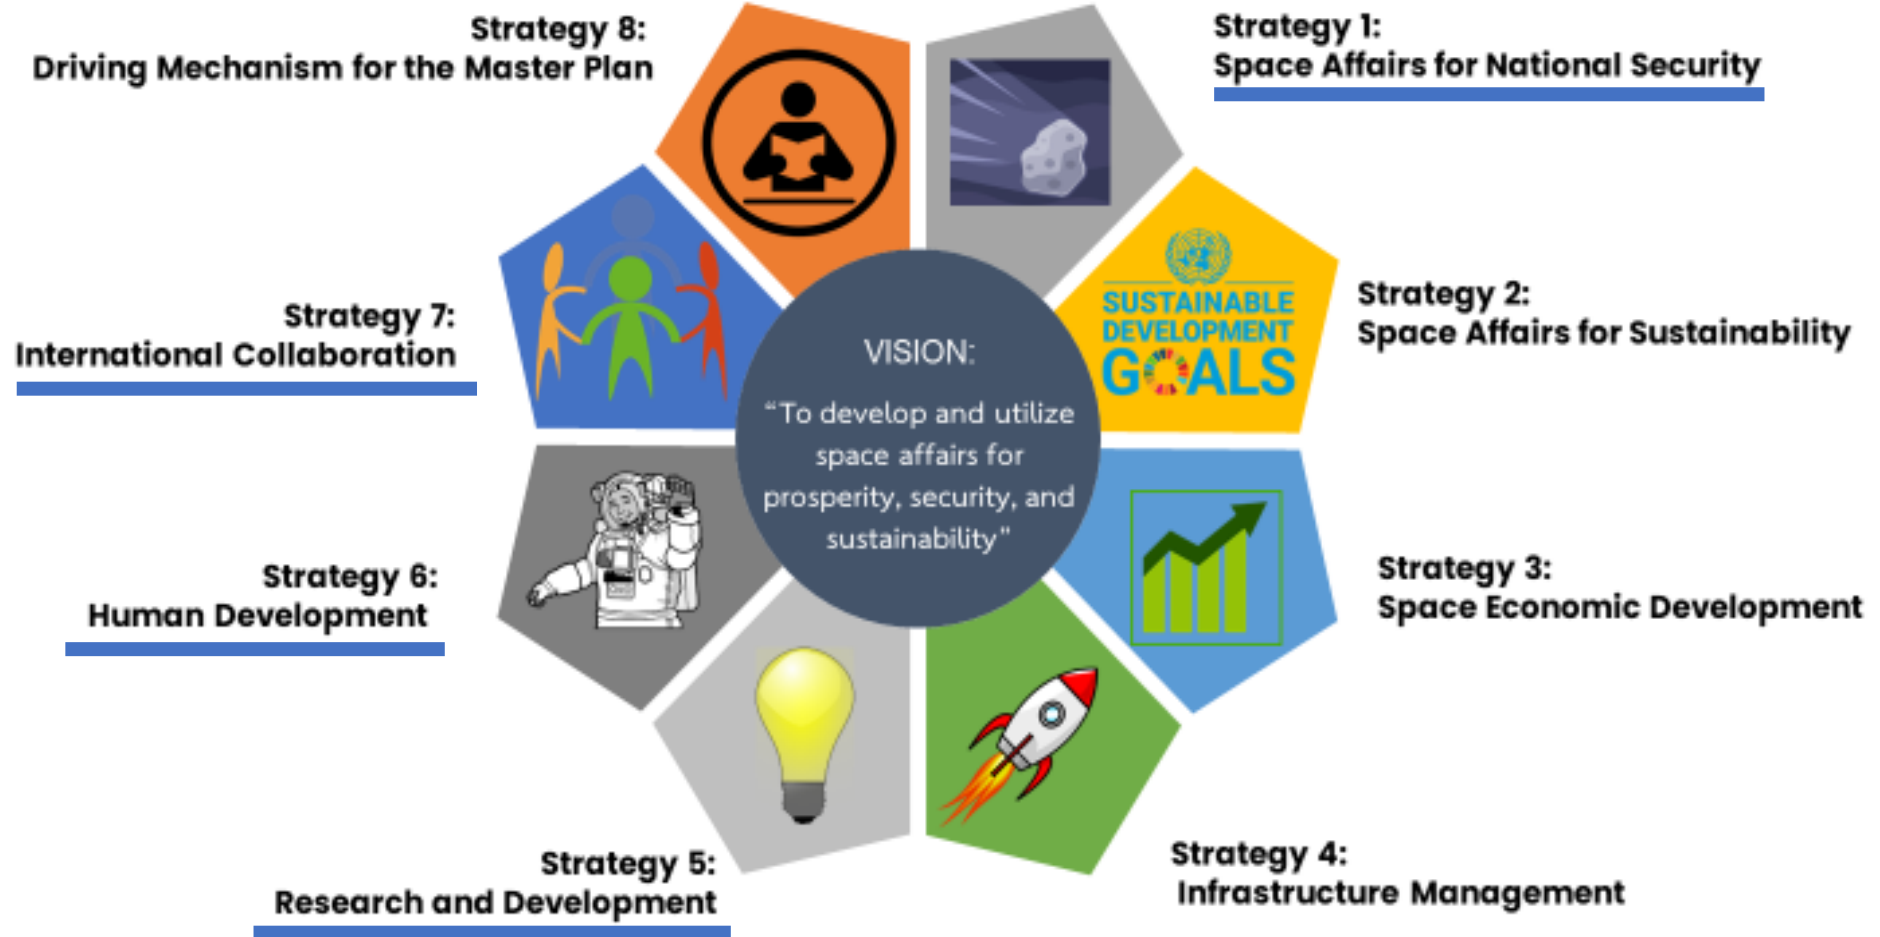 Strategy 8:
Driving Mechanism for the Master Plan
Strategy 1:
Space Affairs for National Security
Strategy 2:
Space Affairs for Sustainability
SUSTAINABLE
DEVELOPMENT
GOALS
Strategy 3:
Space Economic Development
Strategy 4:
Infrastructure Management
Strategy 5:
Research and Development
Strategy 6:
Human Development
Strategy 7:
International Collaboration
VISION:
“To develop and utilize
space affairs for
prosperity, security, and
sustainability”